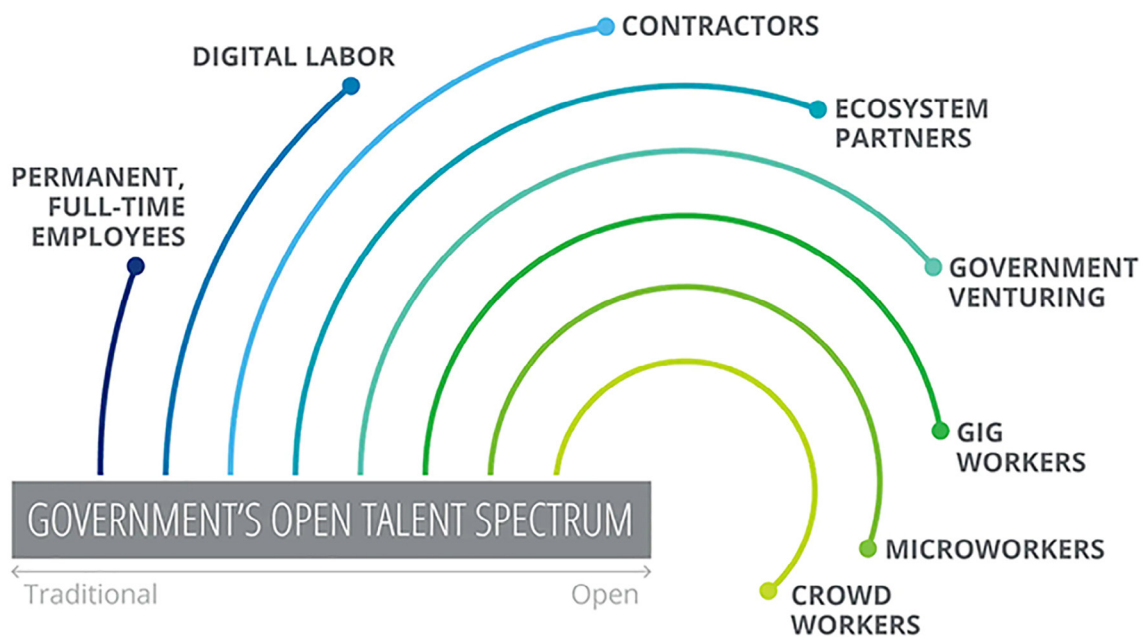 CONTRACTORS
DIGITAL LABOR
ECOSYSTEM
PARTNERS
PERMANENT,
FULL-TIME
EMPLOYEES
GOVERNMENT
VENTURING
GIG
WORKERS
GOVERNMENT'S OPEN TALENT SPECTRUM
MICROWORKERS
Traditional
Open
CROWD
WORKERS